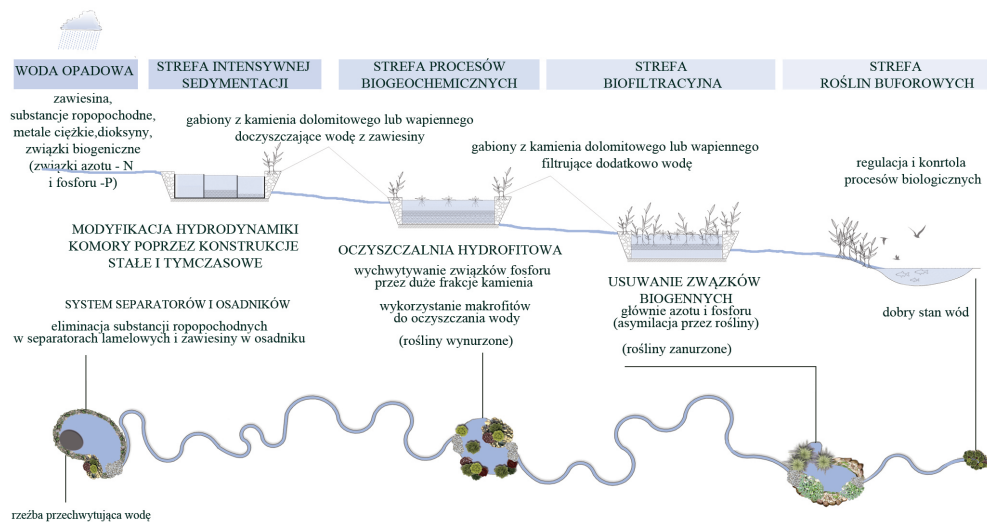 WODA OPADOWA
zawiesina,
substancje ropopochodne,
metale ciężkie,dioksyny,
związki biogeniczne
(związki azotu - N
i fosforu -P)
STREFA INTENSYWNEJ
SEDYMENTACJI
gabiony z kamienia dolomitowego lub wapiennego
doczyszczające wodę z zawiesiny
MODYFIKACJA HYDRODYNAMIKI
KOMORY POPRZEZ KONSTRUKCJE
STAŁE I TYMCZASOWE
SYSTEM SEPARATORÓW I OSADNIKÓW
eliminacja substancji ropopochodnych
w separatorach lamelowych i zawiesiny w osadniku
STREFA PROCESÓW
BIOGEOCHEMICZNYCH
gabiony z kamienia dolomitowego lub wapiennego
filtrujące dodatkowo wodę
OCZYSZCZALNIA HYDROFITOWA
wychwytywanie związków fosforu
przez duże frakcje kamienia
wykorzystanie makrofitów
do oczyszczania wody
(rośliny wynurzone)
STREFA
BIOFILTRACYJNA
USUWANIE ZWĄZKÓW
BIOGENNYCH
głównie azotu i fosforu
(asymilacja przez rośliny)
(rośliny zanurzone)
STREFA
ROŚLIN BUFOROWYCH
regulacja i konrtola
procesów biologicznych
dobry stan wód
rzeźba przechwytująca wodę